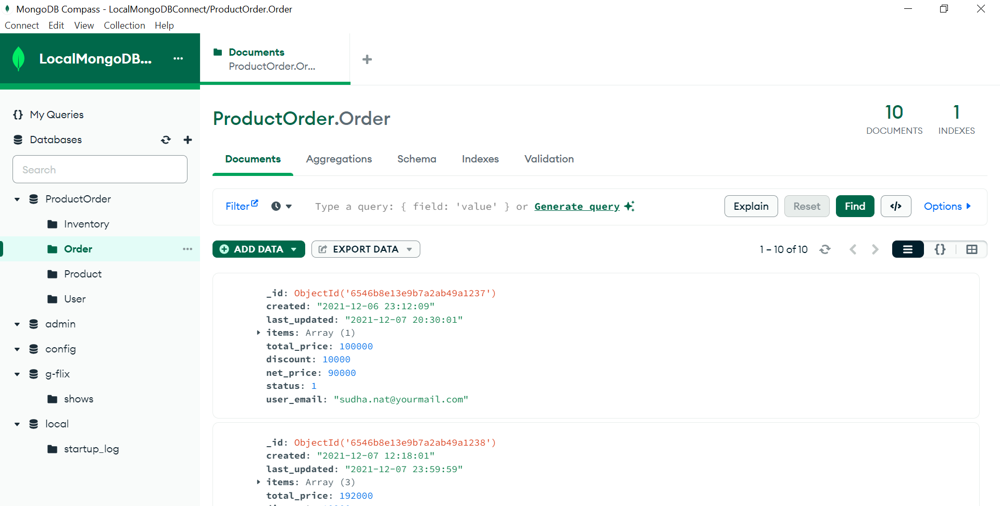 MongoDB Compass - LocalMongoDBConnect/ProductOrder.Order
Connect Edit View Collection Help
LocalMongoDB...
Documents
ProductOrder.Or...
My Queries
Databases
Search
ProductOrder
Inventory
Order
Product
User
admin
config
g-flix
shows
local
startup_log
ProductOrder.Order
10
DOCUMENTS
1
INDEXES
Documents Aggregations Schema Indexes Validation
Filter Type a query: { field: 'value' } or Generate query Explain Reset Find </> Options
ADD DATA EXPORT DATA 1 – 10 of 10 {}
_id: ObjectId('6546b8e13e9b7a2ab49a1237')
created: "2021-12-06 23:12:09"
last_updated: "2021-12-07 20:30:01"
items: Array (1)
total_price: 100000
discount: 10000
net_price: 90000
status: 1
user_email: "sudha.nat@yourmail.com"
_id: ObjectId('6546b8e13e9b7a2ab49a1238')
created: "2021-12-07 12:18:01"
last_updated: "2021-12-07 23:59:59"
items: Array (3)
total_price: 192000